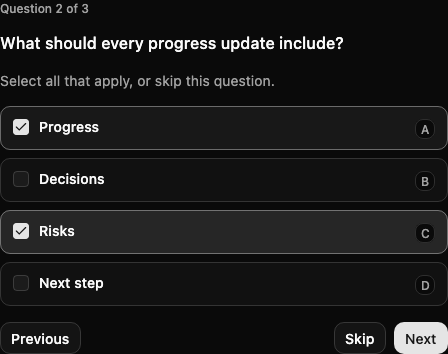 Question 2 of 3
What should every progress update include?
Select all that apply, or skip this question.
Progress A
Decisions B
Risks C
Next step D
Previous Skip Next